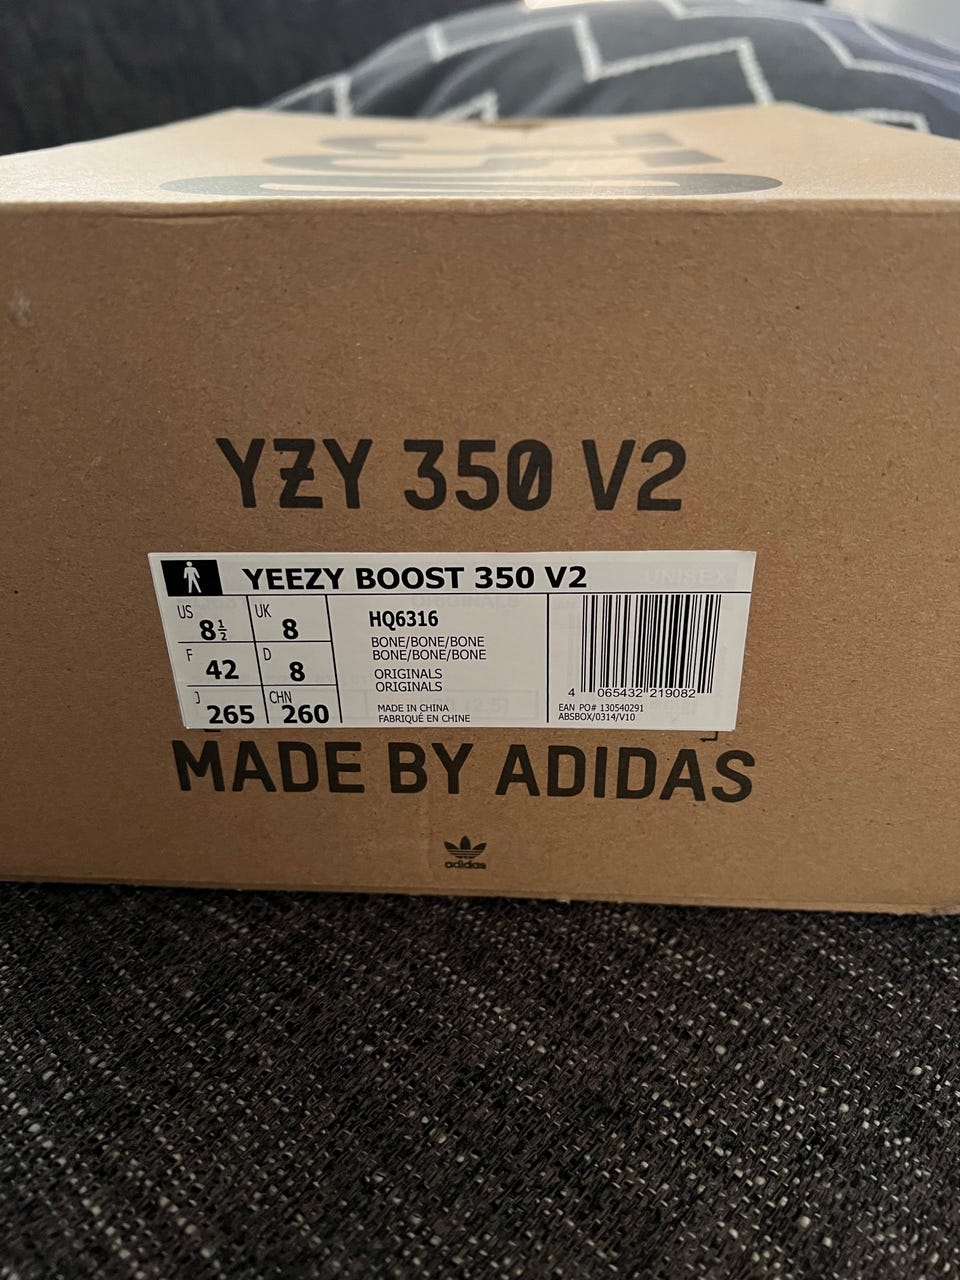 YZY 350 V2
YEEZY BOOST 350 V2
UNISEX
US 8½ UK 8
F 42 D 8
J 265 CHN 260
HQ6316
BONE/BONE/BONE
BONE/BONE/BONE
ORIGINALS
ORIGINALS
MADE IN CHINA
FABRIQUÉ EN CHINE
4 065432 219082
EAN PO# 130540291
ABSBOX/0314/V10
MADE BY ADIDAS
adidas